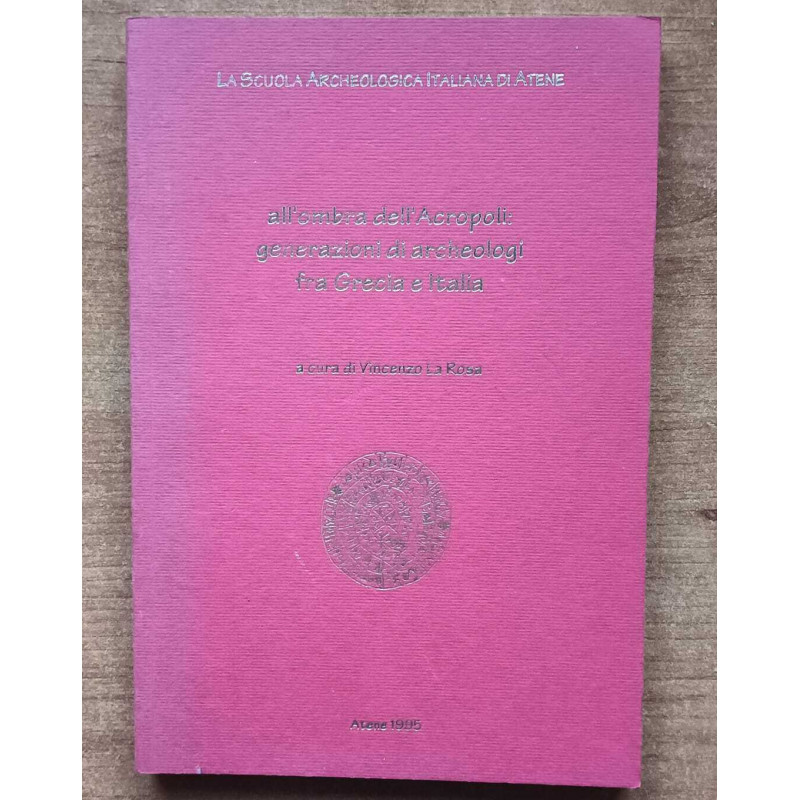 LA SCUOLA ARCHEOLOGICA ITALIANA DI ATENE
all'ombra dell'Acropoli:
generazioni di archeologi
fra Grecia e Italia
a cura di Vincenzo La Rosa
Atene 1995